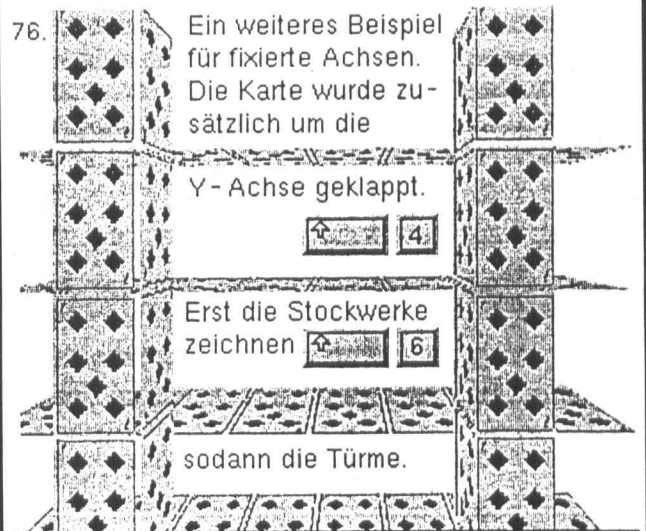 76.
Ein weiteres Beispiel
für fixierte Achsen.
Die Karte wurde zu-
sätzlich um die
Y-Achse geklappt.
⇧ 4
Erst die Stockwerke
zeichnen ⇧ 6
sodann die Türme.